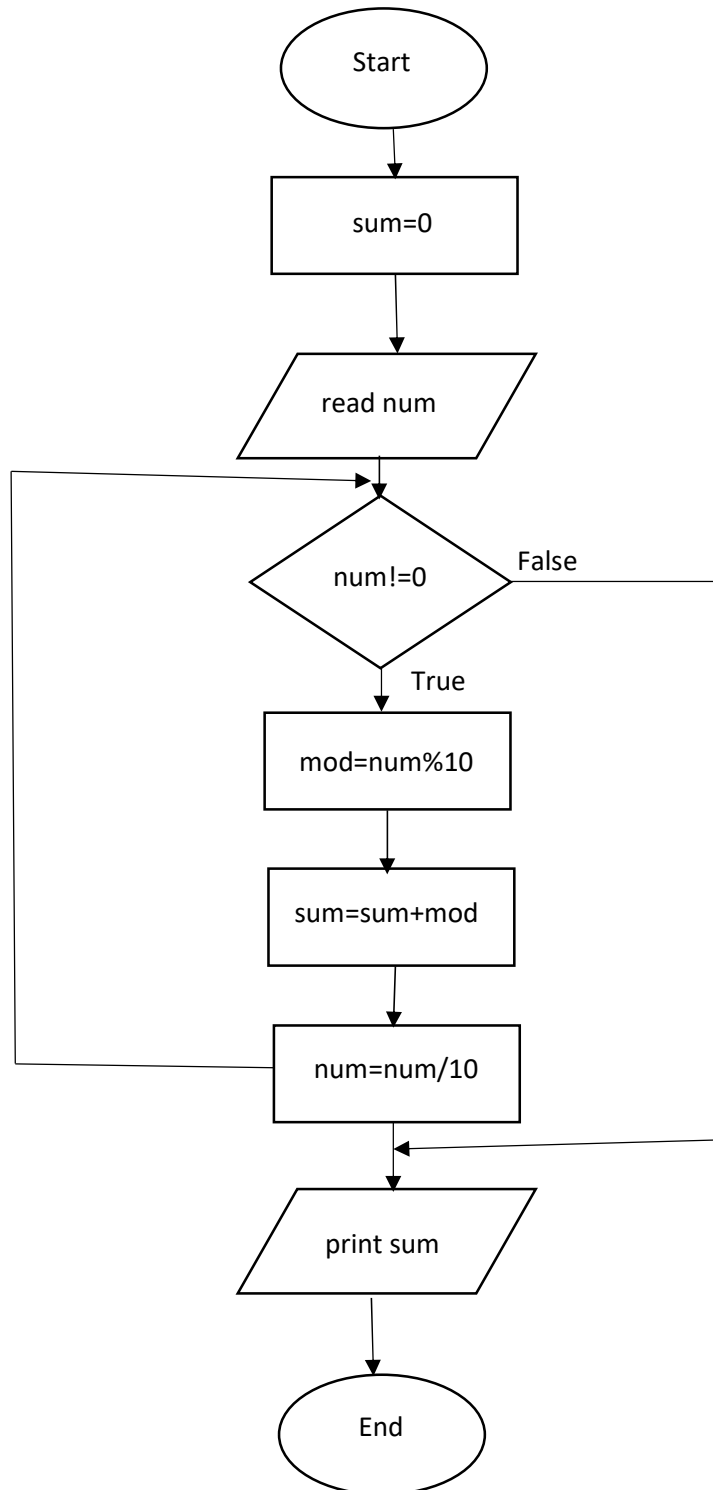 Start
sum=0
read num
num!=0
False
True
mod=num%10
sum=sum+mod
num=num/10
print sum
End